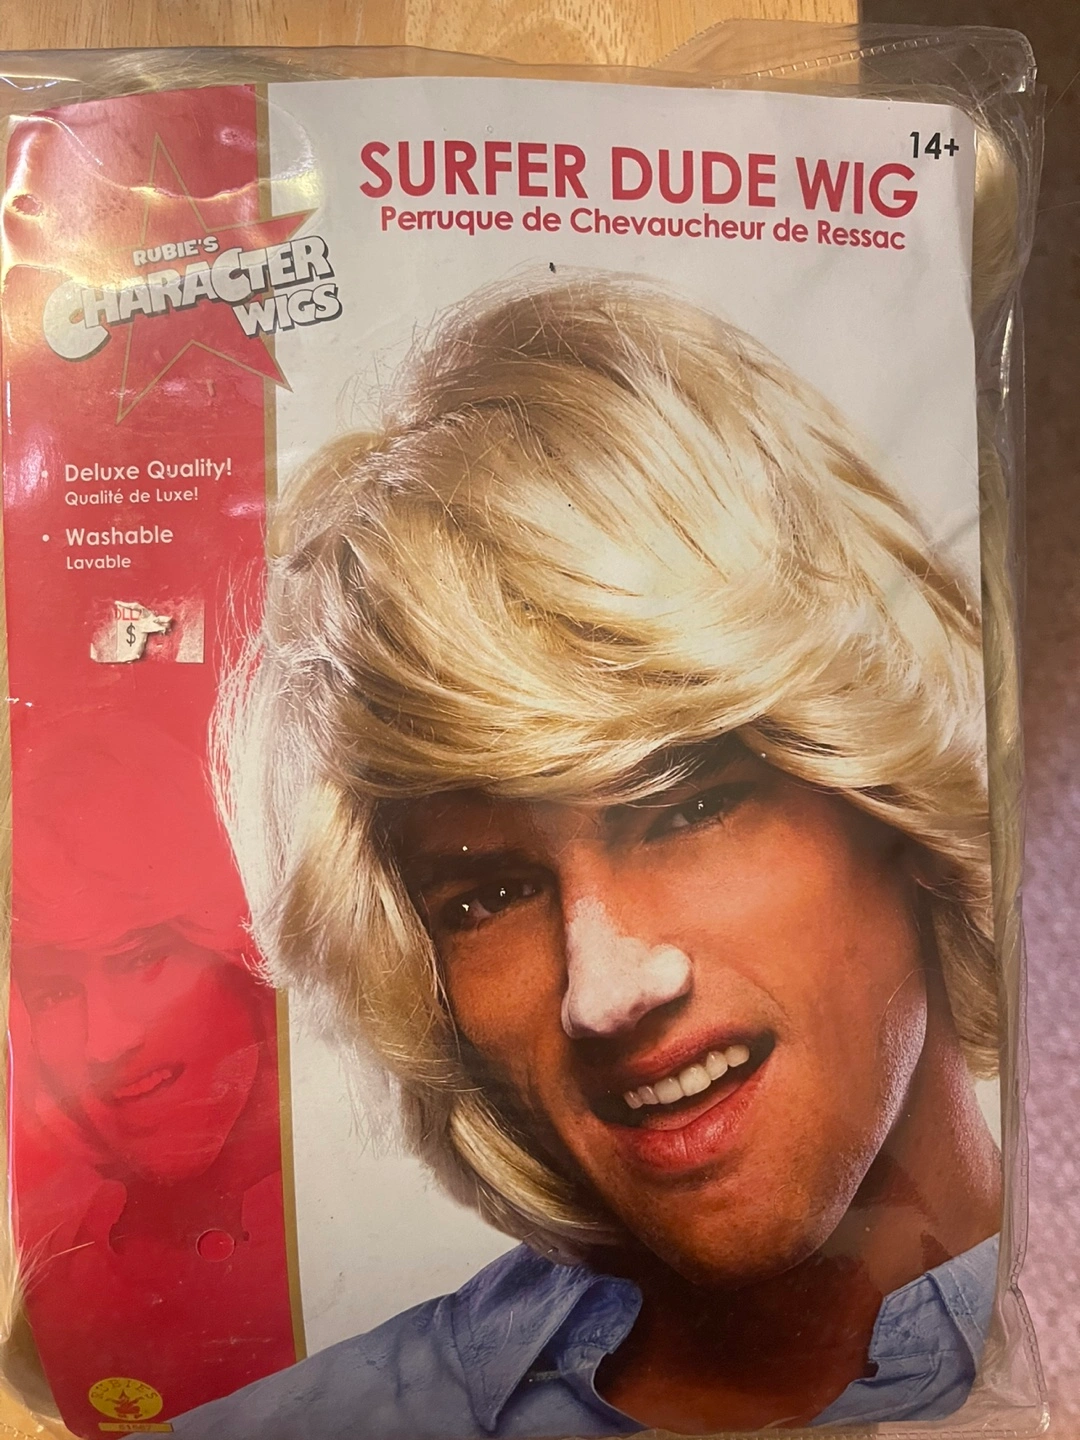 14+
SURFER DUDE WIG
Perruque de Chevaucheur de Ressac
RUBIE'S
CHARACTER
WIGS
• Deluxe Quality!
Qualité de Luxe!
• Washable
Lavable
$
RUBIES